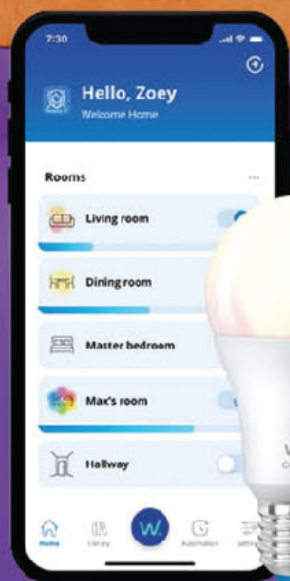 7:30
Hello, Zoey
Welcome Home
Rooms
Living room
Dining room
Master bedroom
Max's room
Hallway
W.
Home
Library
Automation